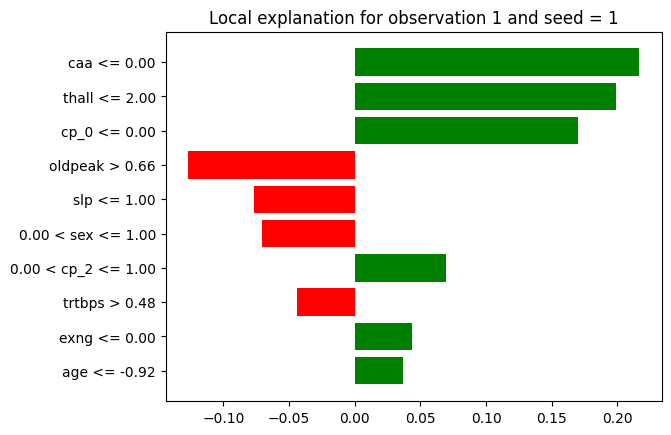 Local explanation for observation 1 and seed = 1
caa <= 0.00
thall <= 2.00
cp_0 <= 0.00
oldpeak > 0.66
slp <= 1.00
0.00 < sex <= 1.00
0.00 < cp_2 <= 1.00
trtbps > 0.48
exng <= 0.00
age <= -0.92
−0.10 −0.05 0.00 0.05 0.10 0.15 0.20